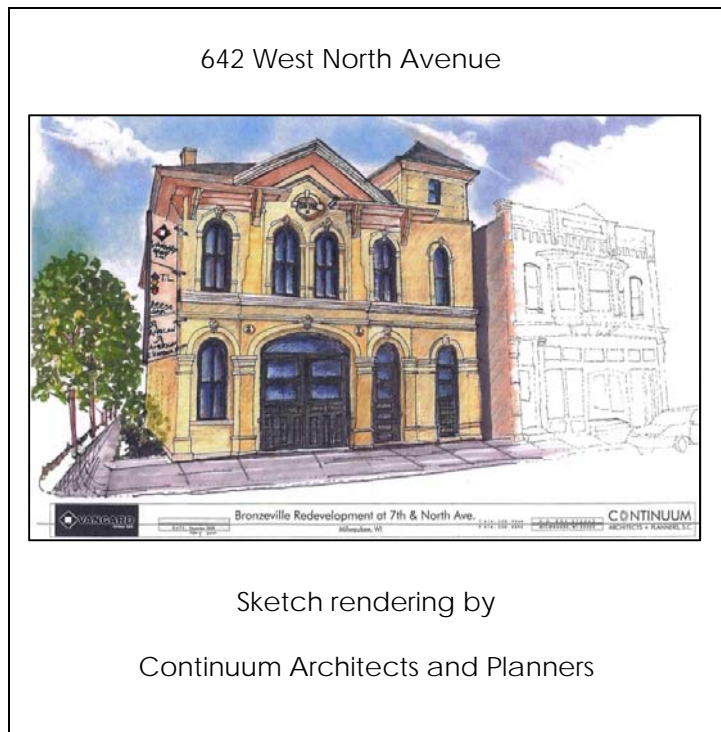 642 West North Avenue
VANGARD
Bronzeville Redevelopment at 7th & North Ave.
Milwaukee, WI
CONTINUUM
ARCHITECTS + PLANNERS, S.C.
Sketch rendering by
Continuum Architects and Planners